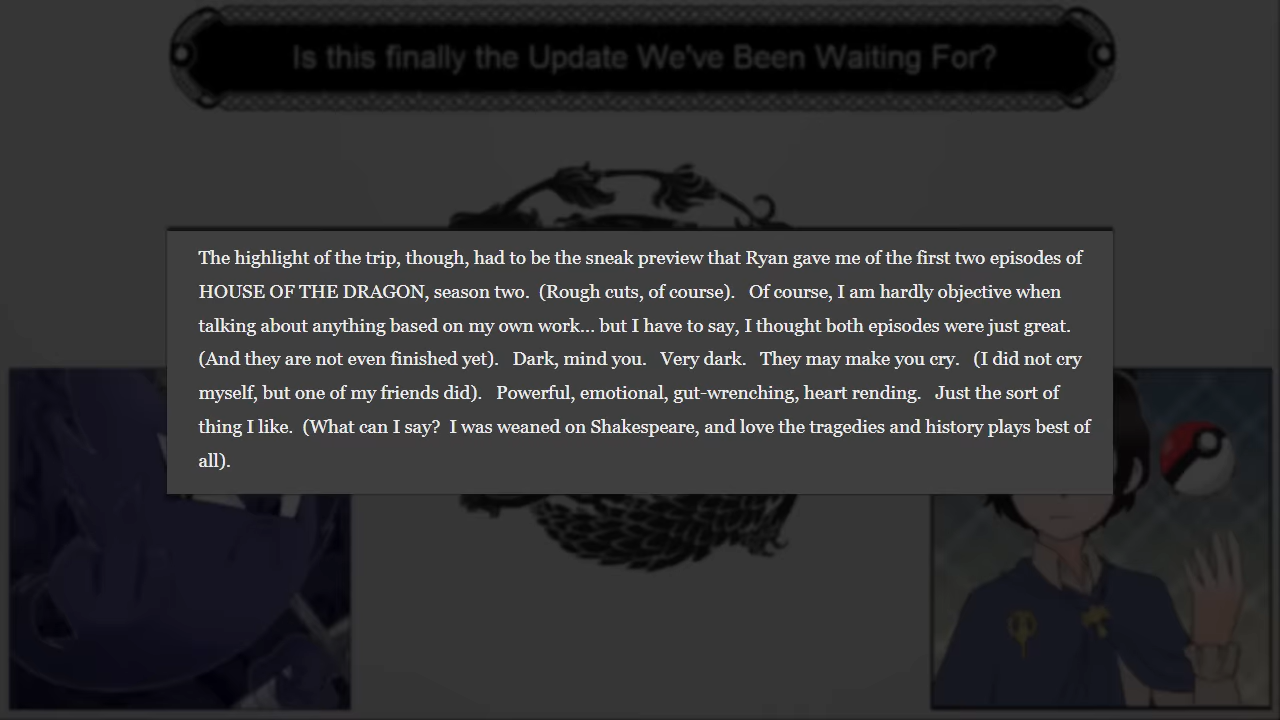 Is this finally the Update We've Been Waiting For?
The highlight of the trip, though, had to be the sneak preview that Ryan gave me of the first two episodes of
HOUSE OF THE DRAGON, season two.  (Rough cuts, of course).   Of course, I am hardly objective when
talking about anything based on my own work… but I have to say, I thought both episodes were just great.
(And they are not even finished yet).   Dark, mind you.   Very dark.   They may make you cry.   (I did not cry
myself, but one of my friends did).   Powerful, emotional, gut-wrenching, heart rending.   Just the sort of
thing I like.  (What can I say?  I was weaned on Shakespeare, and love the tragedies and history plays best of
all).